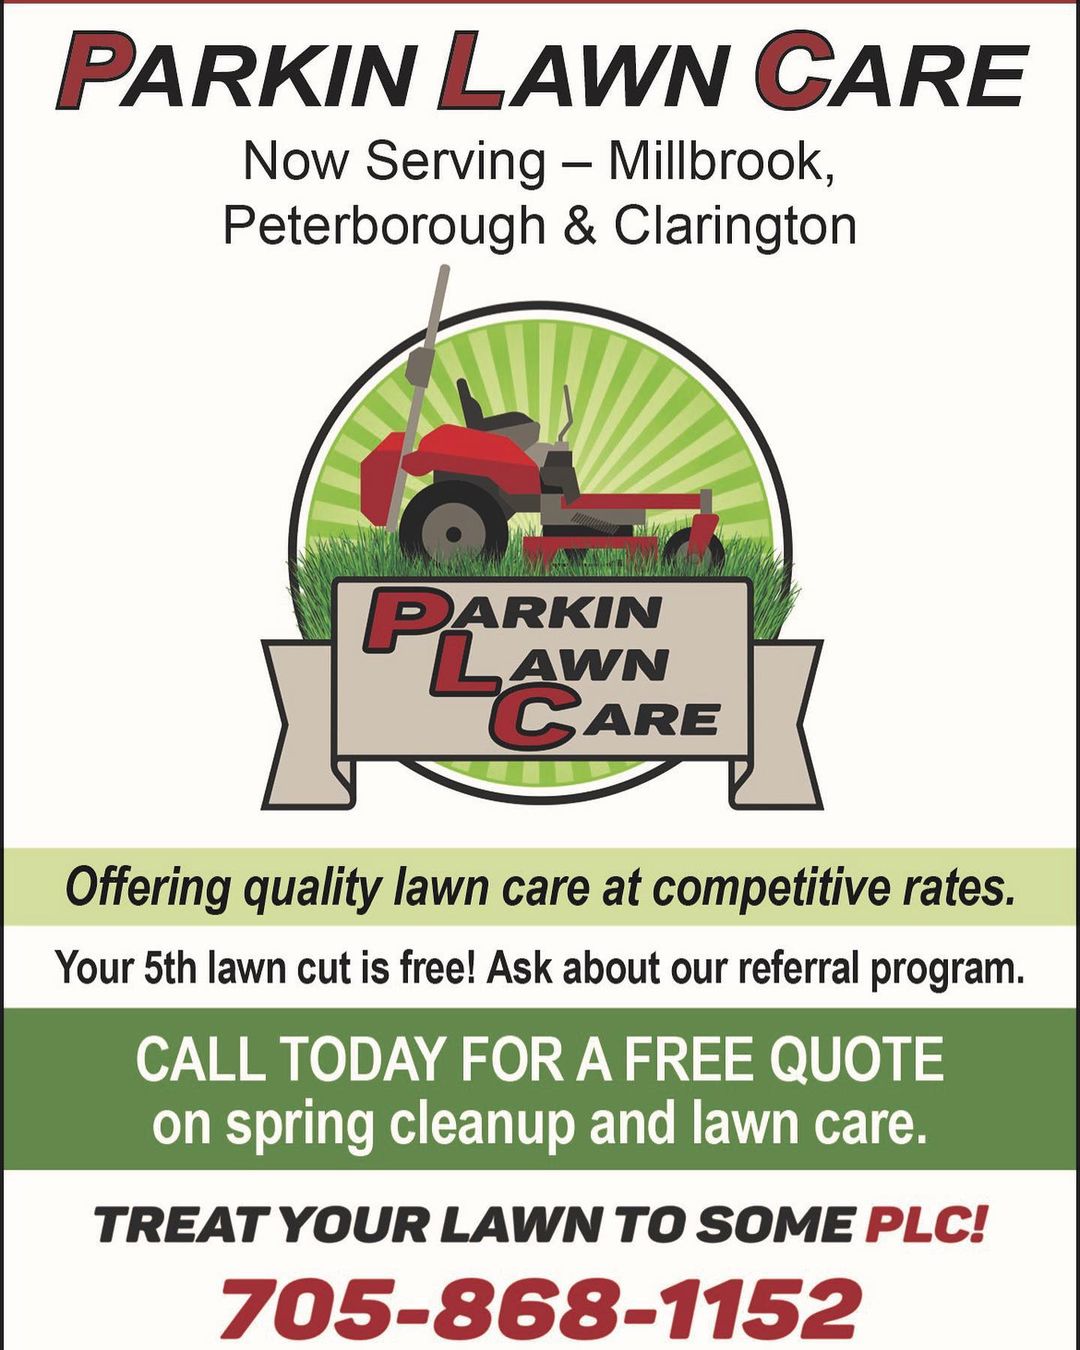 PARKIN LAWN CARE
Now Serving – Millbrook,
Peterborough & Clarington
PARKIN
LAWN
CARE
Offering quality lawn care at competitive rates.
Your 5th lawn cut is free! Ask about our referral program.
CALL TODAY FOR A FREE QUOTE
on spring cleanup and lawn care.
TREAT YOUR LAWN TO SOME PLC!
705-868-1152